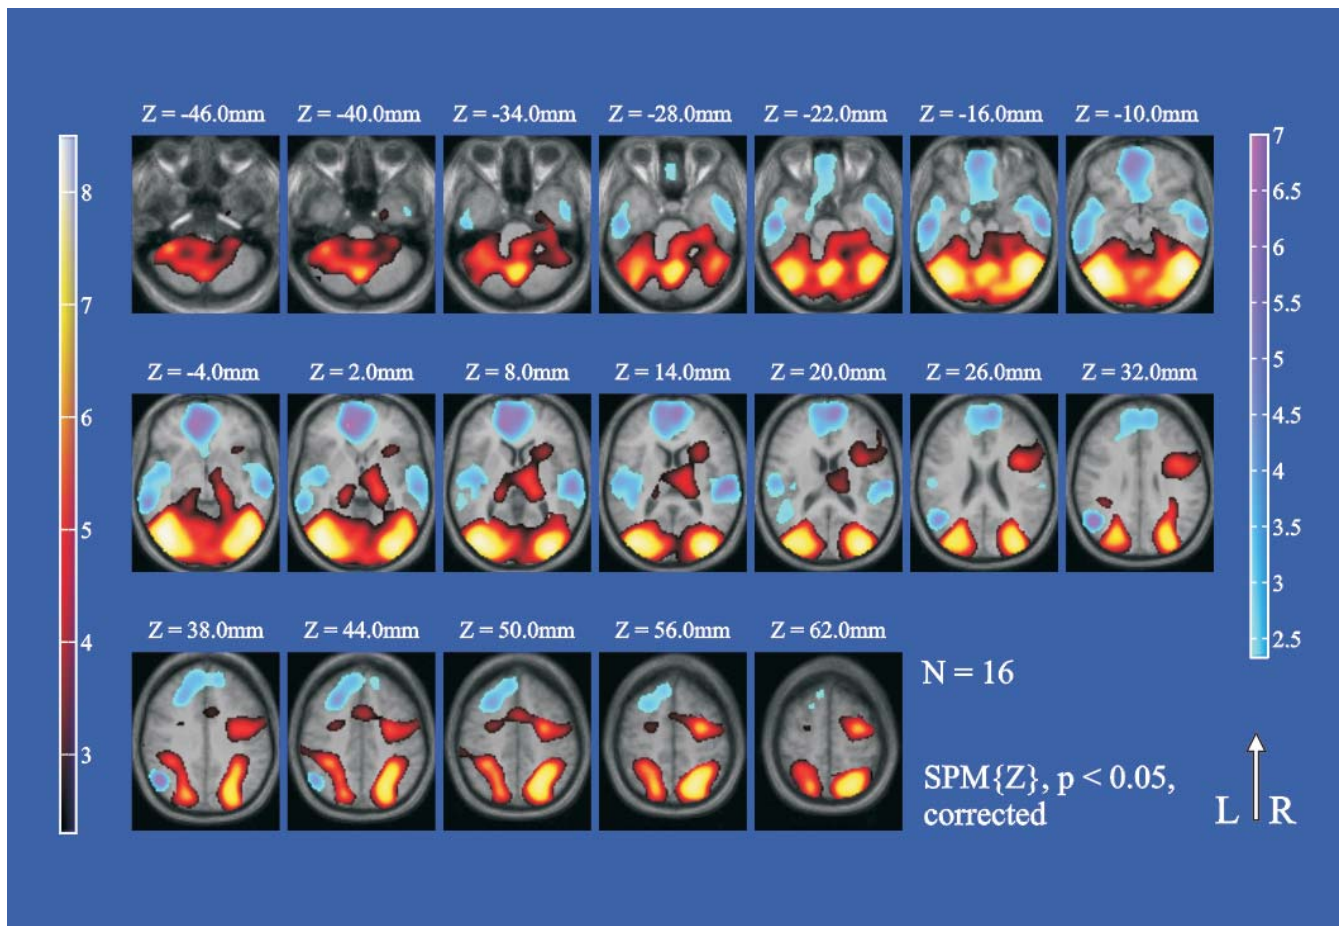 Z = -46.0mm Z = -40.0mm Z = -34.0mm Z = -28.0mm Z = -22.0mm Z = -16.0mm Z = -10.0mm
8
7
6
5
4
3
7
6.5
6
5.5
5
4.5
4
3.5
3
2.5
Z = -4.0mm Z = 2.0mm Z = 8.0mm Z = 14.0mm Z = 20.0mm Z = 26.0mm Z = 32.0mm
Z = 38.0mm Z = 44.0mm Z = 50.0mm Z = 56.0mm Z = 62.0mm
N = 16
SPM{Z}, p < 0.05,
corrected
L R